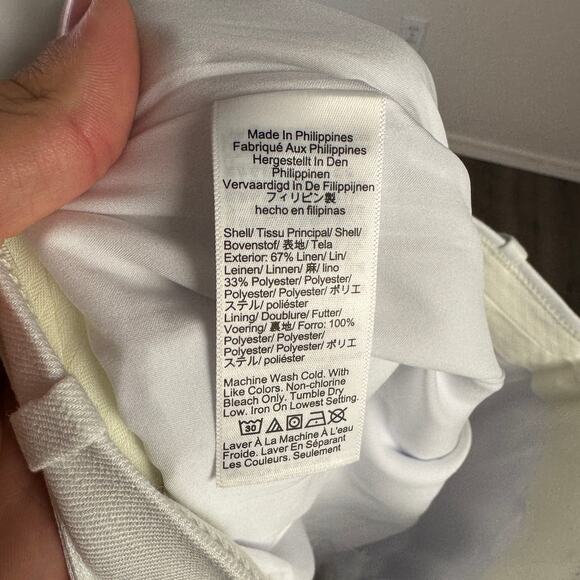 Made In Philippines
Fabriqué Aux Philippines
Hergestellt In Den
Philippinen
Vervaardigd In De Filippijnen
フィリピン製
hecho en filipinas
Shell/ Tissu Principal/ Shell/
Bovenstof/ 表地/ Tela
Exterior: 67% Linen/ Lin/
Leinen/ Linnen/ 麻/ lino
33% Polyester/ Polyester/
Polyester/ Polyester/ ポリエ
ステル/ poliéster
Lining/ Doublure/ Futter/
Voering/ 裏地/ Forro: 100%
Polyester/ Polyester/
Polyester/ Polyester/ ポリエ
ステル/ poliéster
Machine Wash Cold. With
Like Colors. Non-chlorine
Bleach Only. Tumble Dry
Low. Iron On Lowest Setting.
30
Laver À La Machine À L'eau
Froide. Laver En Séparant
Les Couleurs. Seulement